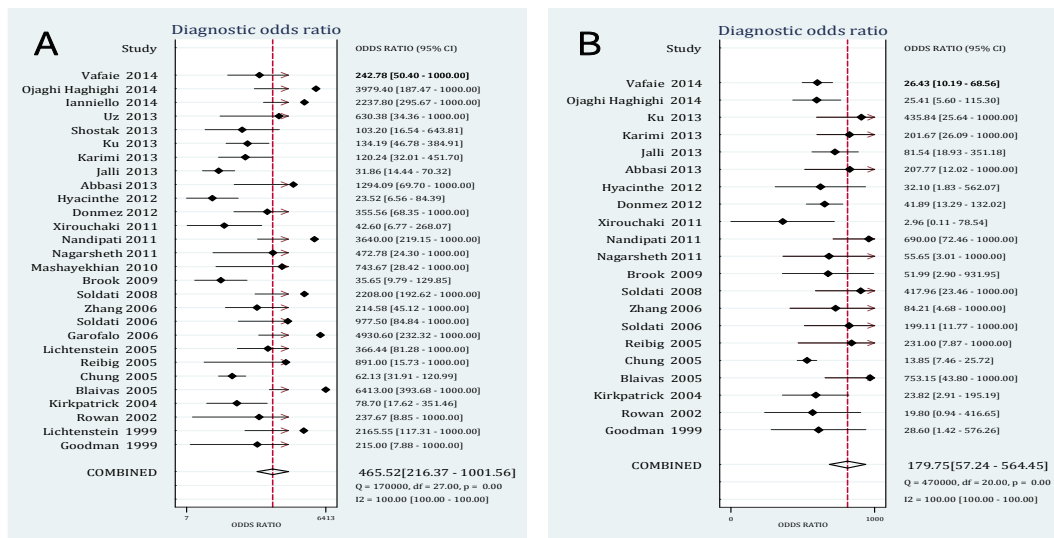 A
Diagnostic odds ratio
Study ODDS RATIO (95% CI)
Vafaie 2014 242.78 [50.40 - 1000.00]
Ojaghi Haghighi 2014 3979.40 [187.47 - 1000.00]
Ianniello 2014 2237.80 [295.67 - 1000.00]
Uz 2013 630.38 [34.36 - 1000.00]
Shostak 2013 103.20 [16.54 - 643.81]
Ku 2013 134.19 [46.78 - 384.91]
Karimi 2013 120.24 [32.01 - 451.70]
Jalli 2013 31.86 [14.44 - 70.32]
Abbasi 2013 1294.09 [69.70 - 1000.00]
Hyacinthe 2012 23.52 [6.56 - 84.39]
Donmez 2012 355.56 [68.35 - 1000.00]
Xirouchaki 2011 42.60 [6.77 - 268.07]
Nandipati 2011 3640.00 [219.15 - 1000.00]
Nagarsheth 2011 472.78 [24.30 - 1000.00]
Mashayekhian 2010 743.67 [28.42 - 1000.00]
Brook 2009 35.65 [9.79 - 129.85]
Soldati 2008 2208.00 [192.62 - 1000.00]
Zhang 2006 214.58 [45.12 - 1000.00]
Soldati 2006 977.50 [84.84 - 1000.00]
Garofalo 2006 4930.60 [232.32 - 1000.00]
Lichtenstein 2005 366.44 [81.28 - 1000.00]
Reibig 2005 891.00 [15.73 - 1000.00]
Chung 2005 62.13 [31.91 - 120.99]
Blaivas 2005 6413.00 [393.68 - 1000.00]
Kirkpatrick 2004 78.70 [17.62 - 351.46]
Rowan 2002 237.67 [8.85 - 1000.00]
Lichtenstein 1999 2165.55 [117.31 - 1000.00]
Goodman 1999 215.00 [7.88 - 1000.00]
COMBINED 465.52[216.37 - 1001.56]
Q = 170000, df = 27.00, p = 0.00
I2 = 100.00 [100.00 - 100.00]
7 6413
ODDS RATIO
B
Diagnostic odds ratio
Study ODDS RATIO (95% CI)
Vafaie 2014 26.43 [10.19 - 68.56]
Ojaghi Haghighi 2014 25.41 [5.60 - 115.30]
Ku 2013 435.84 [25.64 - 1000.00]
Karimi 2013 201.67 [26.09 - 1000.00]
Jalli 2013 81.54 [18.93 - 351.18]
Abbasi 2013 207.77 [12.02 - 1000.00]
Hyacinthe 2012 32.10 [1.83 - 562.07]
Donmez 2012 41.89 [13.29 - 132.02]
Xirouchaki 2011 2.96 [0.11 - 78.54]
Nandipati 2011 690.00 [72.46 - 1000.00]
Nagarsheth 2011 55.65 [3.01 - 1000.00]
Brook 2009 51.99 [2.90 - 931.95]
Soldati 2008 417.96 [23.46 - 1000.00]
Zhang 2006 84.21 [4.68 - 1000.00]
Soldati 2006 199.11 [11.77 - 1000.00]
Reibig 2005 231.00 [7.87 - 1000.00]
Chung 2005 13.85 [7.46 - 25.72]
Blaivas 2005 753.15 [43.80 - 1000.00]
Kirkpatrick 2004 23.82 [2.91 - 195.19]
Rowan 2002 19.80 [0.94 - 416.65]
Goodman 1999 28.60 [1.42 - 576.26]
COMBINED 179.75[57.24 - 564.45]
Q = 470000, df = 20.00, p = 0.00
I2 = 100.00 [100.00 - 100.00]
0 1000
ODDS RATIO